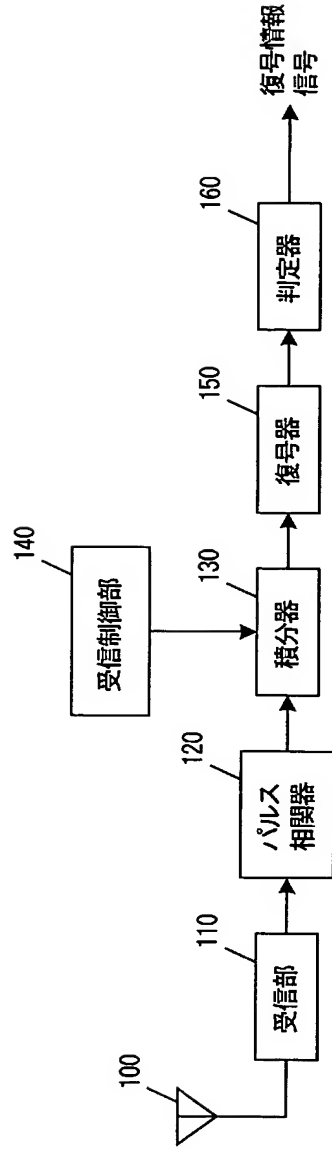 100
110
受信部
120
パルス
相関器
130
積分器
140
受信制御部
150
復号器
160
判定器
復号情報
信号